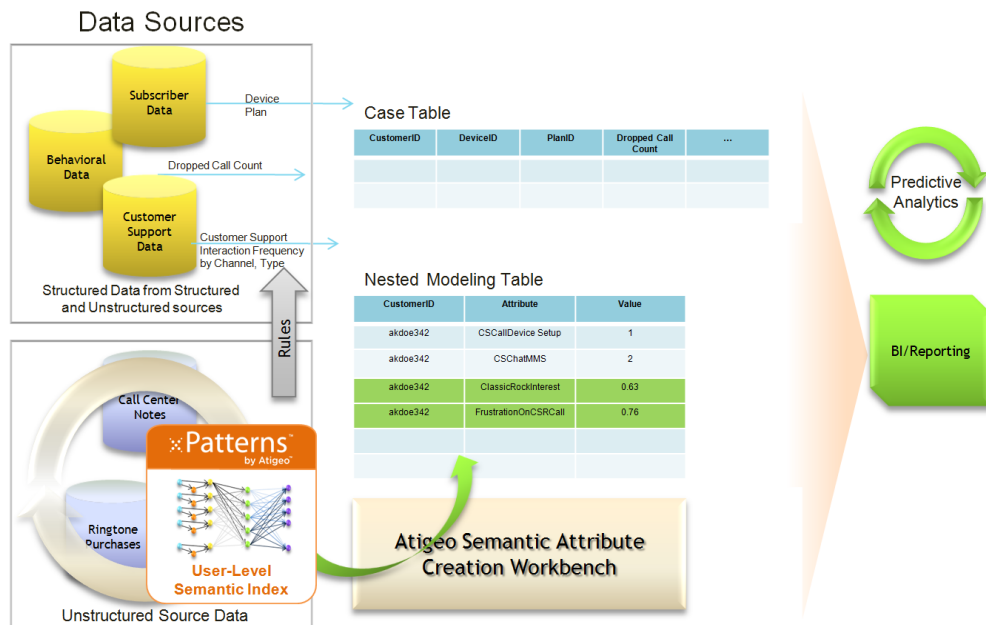 Data Sources
Subscriber
Data
Behavioral
Data
Customer
Support
Data
Device
Plan
Dropped Call Count
Customer Support
Interaction Frequency
by Channel, Type
Structured Data from Structured
and Unstructured sources
Rules
Call Center
Notes
Ringtone
Purchases
xPatterns™
by Atigeo™
User-Level
Semantic Index
Unstructured Source Data
Case Table
CustomerID DeviceID PlanID Dropped Call Count ...
Nested Modeling Table
CustomerID Attribute Value
akdoe342 CSCallDevice Setup 1
akdoe342 CSChatMMS 2
akdoe342 ClassicRockInterest 0.63
akdoe342 FrustrationOnCSRCall 0.76
Atigeo Semantic Attribute
Creation Workbench
Predictive
Analytics
BI/Reporting